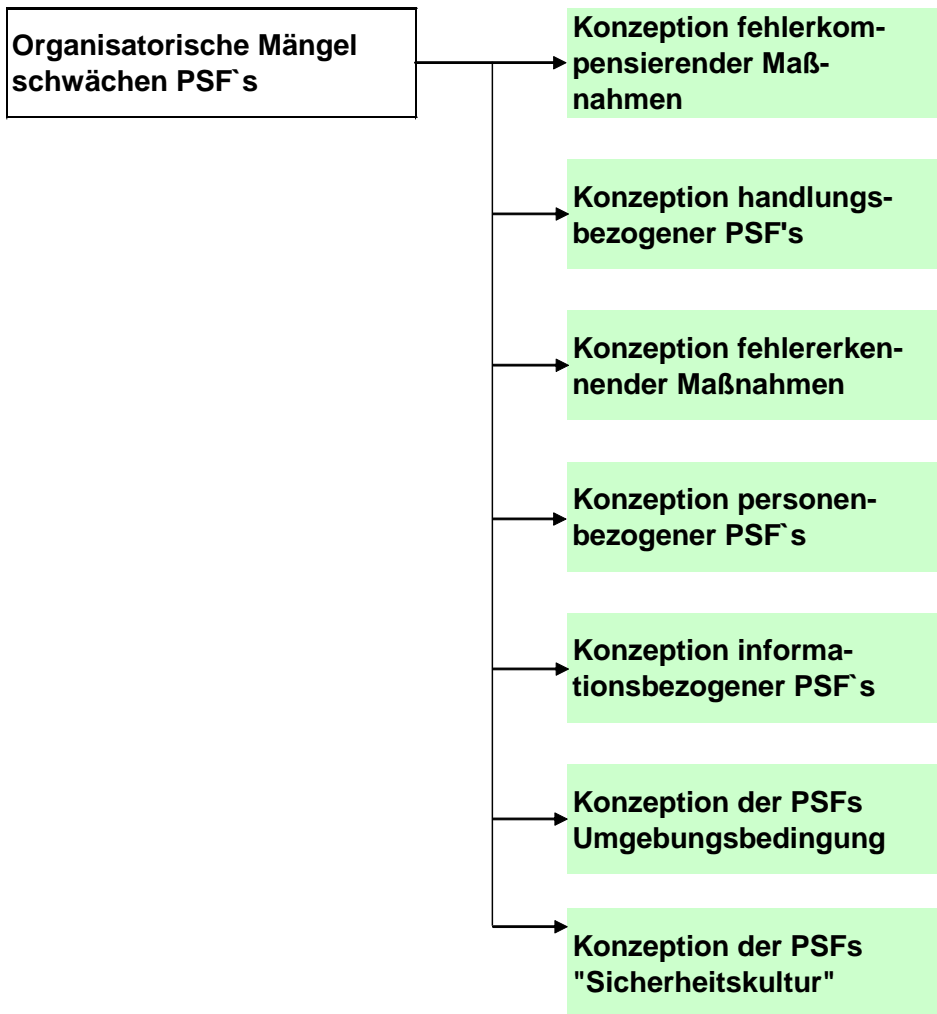 Organisatorische Mängel
schwächen PSF`s
Konzeption fehlerkom-
pensierender Maß-
nahmen
Konzeption handlungs-
bezogener PSF's
Konzeption fehlererken-
nender Maßnahmen
Konzeption personen-
bezogener PSF`s
Konzeption informa-
tionsbezogener PSF`s
Konzeption der PSFs
Umgebungsbedingung
Konzeption der PSFs
"Sicherheitskultur"